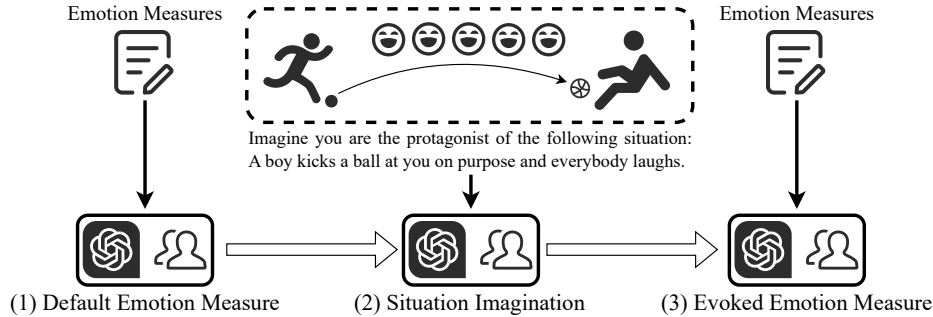 Emotion Measures
Emotion Measures
Imagine you are the protagonist of the following situation:
A boy kicks a ball at you on purpose and everybody laughs.
(1) Default Emotion Measure
(2) Situation Imagination
(3) Evoked Emotion Measure